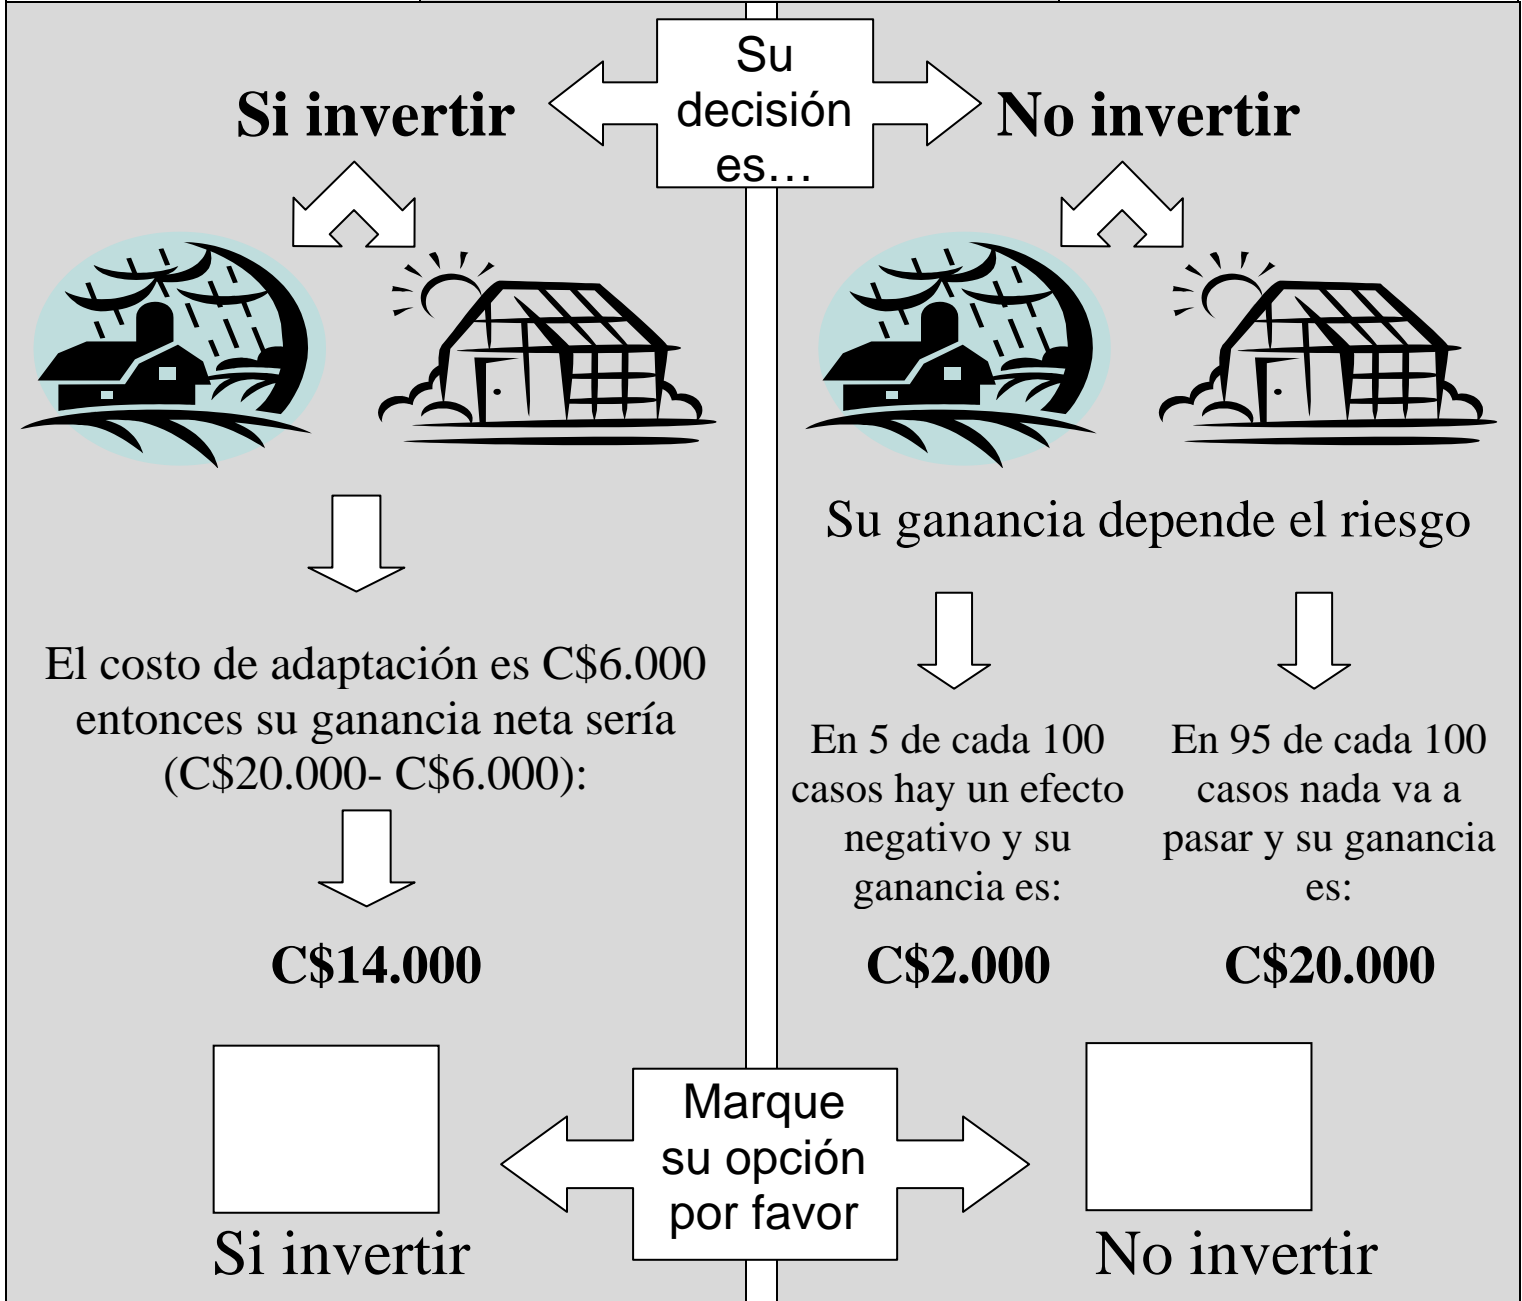 Su
decisión
es…
Si invertir
No invertir
El costo de adaptación es C$6.000
entonces su ganancia neta sería
(C$20.000- C$6.000):
C$14.000
Su ganancia depende el riesgo
En 5 de cada 100
casos hay un efecto
negativo y su
ganancia es:
C$2.000
En 95 de cada 100
casos nada va a
pasar y su ganancia
es:
C$20.000
Marque
su opción
por favor
Si invertir
No invertir